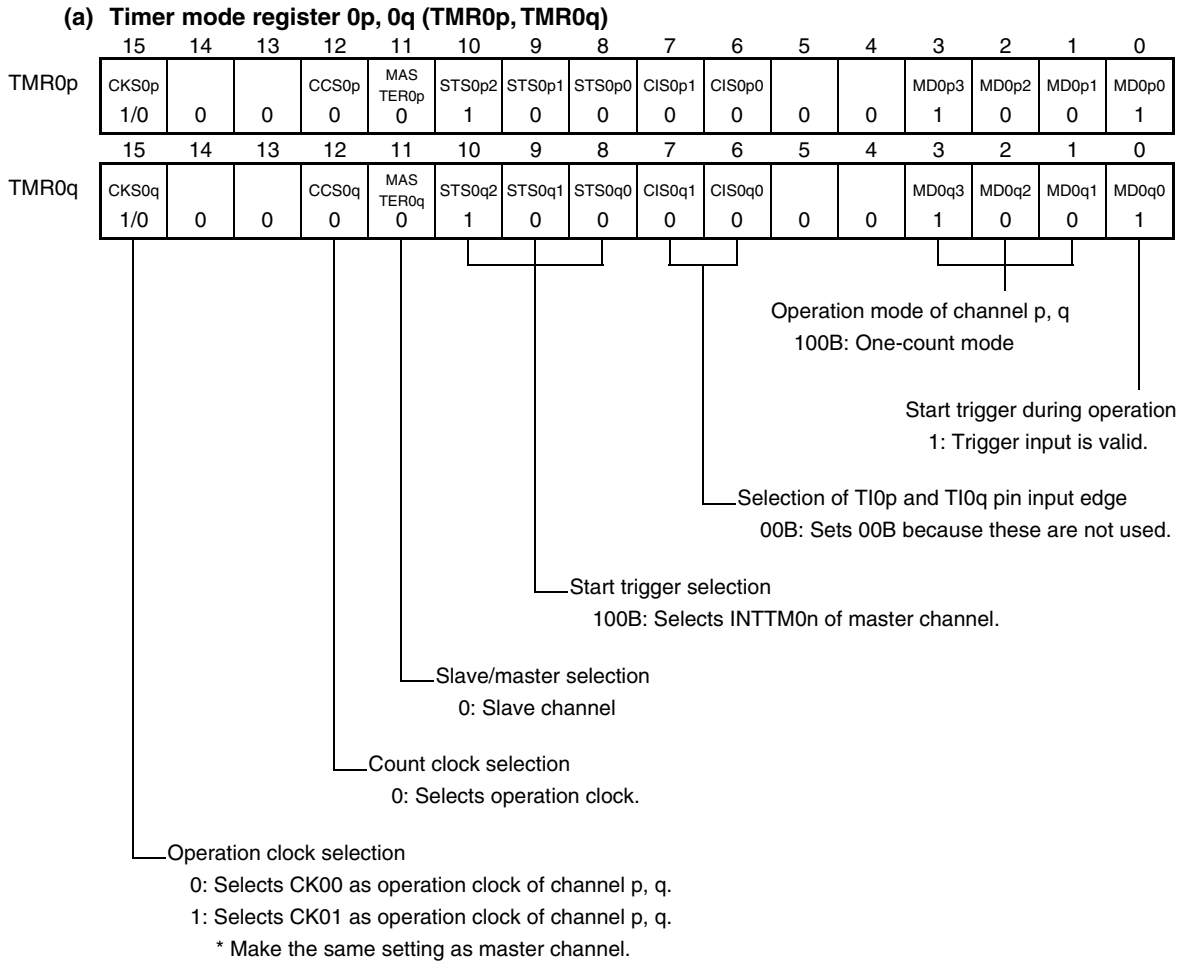 (a) Timer mode register 0p, 0q (TMR0p, TMR0q)
15 14 13 12 11 10 9 8 7 6 5 4 3 2 1 0
TMR0p CKS0p CCS0p MAS TER0p STS0p2 STS0p1 STS0p0 CIS0p1 CIS0p0 MD0p3 MD0p2 MD0p1 MD0p0
1/0 0 0 0 0 1 0 0 0 0 0 0 1 0 0 1
15 14 13 12 11 10 9 8 7 6 5 4 3 2 1 0
TMR0q CKS0q CCS0q MAS TER0q STS0q2 STS0q1 STS0q0 CIS0q1 CIS0q0 MD0q3 MD0q2 MD0q1 MD0q0
1/0 0 0 0 0 1 0 0 0 0 0 0 1 0 0 1
Operation mode of channel p, q
100B: One-count mode
Start trigger during operation
1: Trigger input is valid.
Selection of TI0p and TI0q pin input edge
00B: Sets 00B because these are not used.
Start trigger selection
100B: Selects INTTM0n of master channel.
Slave/master selection
0: Slave channel
Count clock selection
0: Selects operation clock.
Operation clock selection
0: Selects CK00 as operation clock of channel p, q.
1: Selects CK01 as operation clock of channel p, q.
* Make the same setting as master channel.